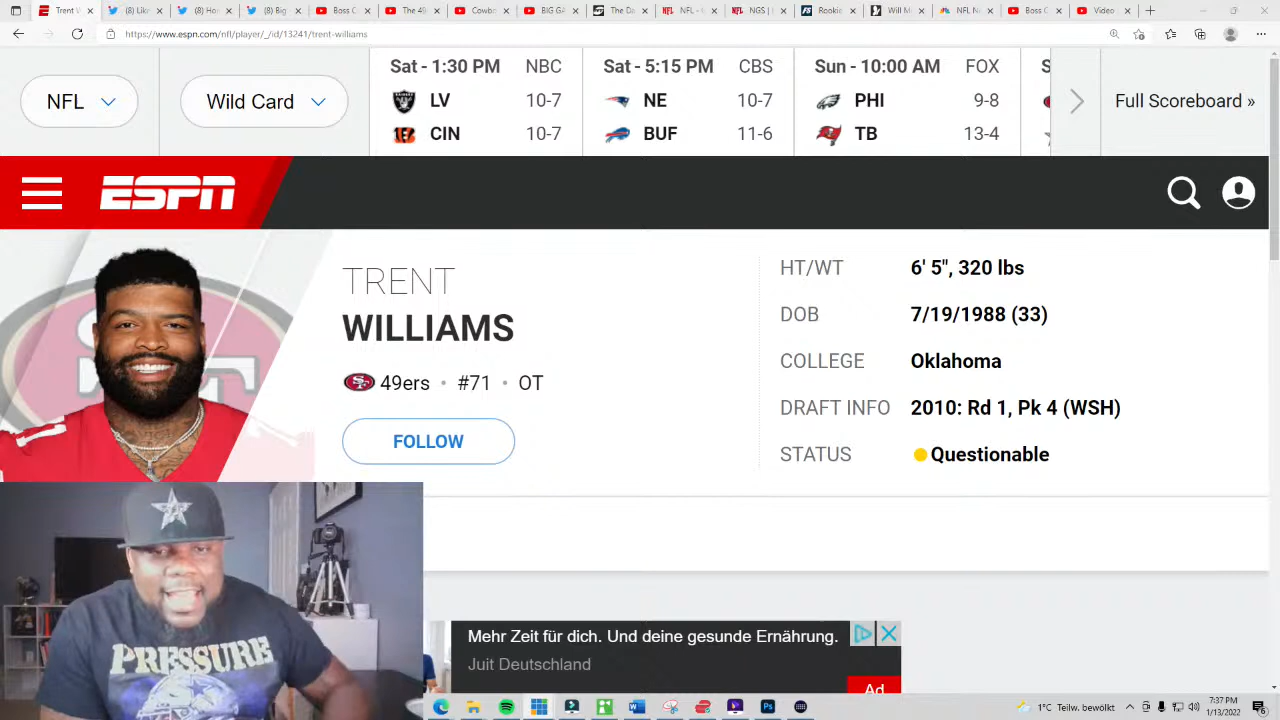 Trent W
Boss C
https://www.espn.com/nfl/player/_/id/13241/trent-williams
NFL
Wild Card
Sat - 1:30 PM NBC
LV 10-7
CIN 10-7
Sat - 5:15 PM CBS
NE 10-7
BUF 11-6
Sun - 10:00 AM FOX
PHI 9-8
TB 13-4
S
Full Scoreboard »
ESPN
TRENT
WILLIAMS
49ers • #71 • OT
FOLLOW
HT/WT 6' 5", 320 lbs
DOB 7/19/1988 (33)
COLLEGE Oklahoma
DRAFT INFO 2010: Rd 1, Pk 4 (WSH)
STATUS Questionable
PRESSURE
Mehr Zeit für dich. Und deine gesunde Ernährung.
Juit Deutschland
Ad
1°C Teilw. bewölkt
7:37 PM
1/13/2022